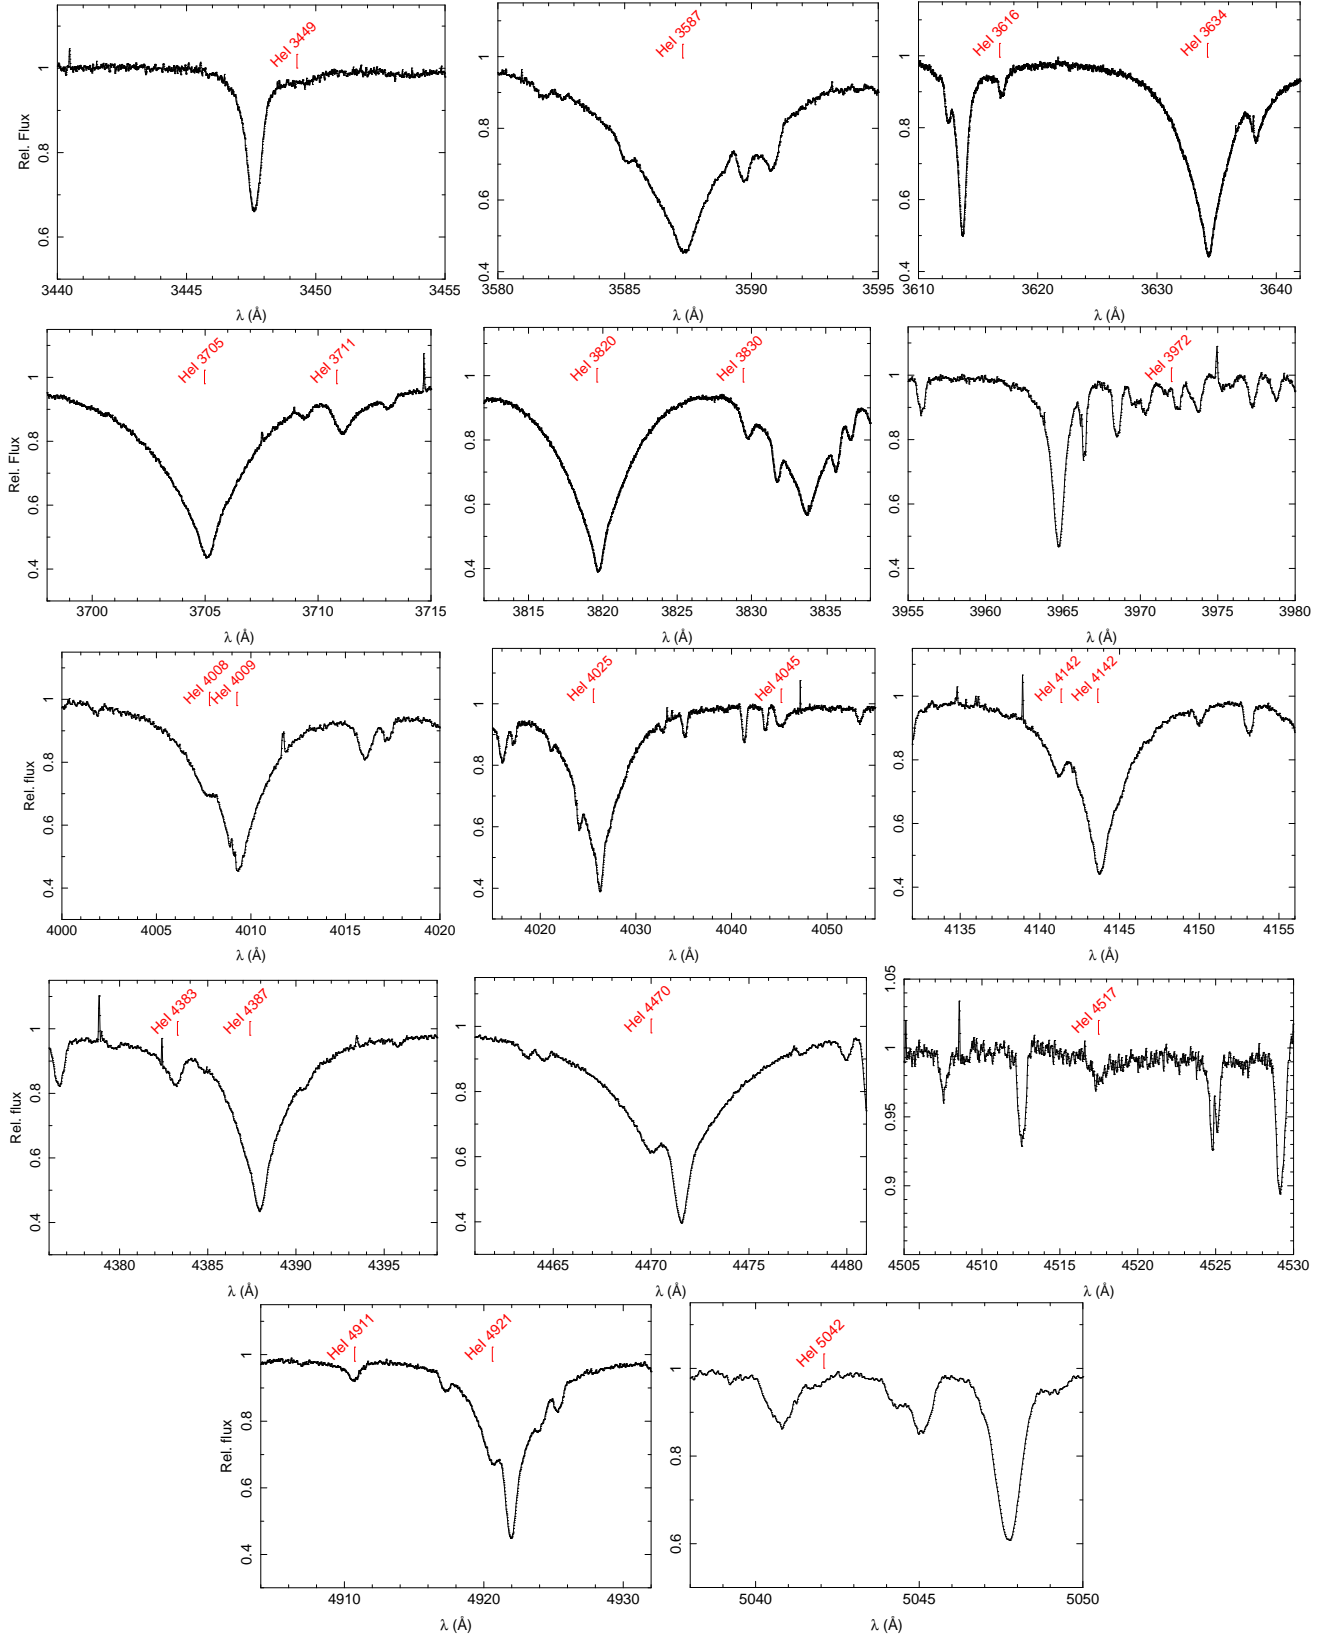 HeI 3449
Rel. Flux
1
0.8
0.6
3440 3445 3450 3455
λ (Å)
HeI 3587
1
0.8
0.6
0.4
3580 3585 3590 3595
λ (Å)
HeI 3616 HeI 3634
1
0.8
0.6
0.4
3610 3620 3630 3640
λ (Å)
HeI 3705 HeI 3711
Rel. Flux
1
0.8
0.6
0.4
3700 3705 3710 3715
λ (Å)
HeI 3820 HeI 3830
1
0.8
0.6
0.4
3815 3820 3825 3830 3835
λ (Å)
HeI 3972
1
0.8
0.6
0.4
3955 3960 3965 3970 3975 3980
λ (Å)
HeI 4008 HeI 4009
Rel. flux
1
0.8
0.6
0.4
4000 4005 4010 4015 4020
λ (Å)
HeI 4025 HeI 4045
1
0.8
0.6
0.4
4020 4030 4040 4050
λ (Å)
HeI 4142 HeI 4142
1
0.8
0.6
0.4
4135 4140 4145 4150 4155
λ (Å)
HeI 4383 HeI 4387
Rel. flux
1
0.8
0.6
0.4
4380 4385 4390 4395
λ (Å)
HeI 4470
1
0.8
0.6
0.4
4465 4470 4475 4480
λ (Å)
HeI 4517
1.05
1
0.95
0.9
4505 4510 4515 4520 4525 4530
λ (Å)
HeI 4911 HeI 4921
Rel. flux
1
0.8
0.6
0.4
4910 4920 4930
λ (Å)
HeI 5042
1
0.8
0.6
5040 5045 5050
λ (Å)